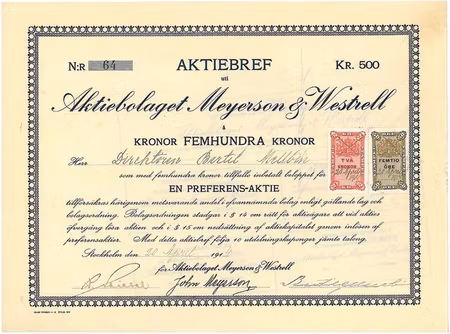 N:R 64 AKTIEBREF KR. 500
uti
Aktiebolaget Meyerson & Westrell
å
KRONOR FEMHUNDRA KRONOR
Herr Direktören Bertil
som med femhundra kronor tillfullo inbetalt beloppet för
EN PREFERENS-AKTIE
tillförsäkras härigenom motsvarande andel i ofvannämnda bolag enligt gällande lag och
bolagsordning. Bolagsordningen stadgar i § 14 om rätt för aktieägare att vid akties
öfvergång lösa aktien och i § 15 om nedsättning af aktiekapitalet genom inlösen af
preferensaktier. Med detta aktiebref följa 10 utdelningskuponger jämte talong.
Stockholm den 20 April 191
för Aktiebolaget Meyerson & Westrell
John Meyerson
TVÅ
KRONOR
FEMTIO
ÖRE